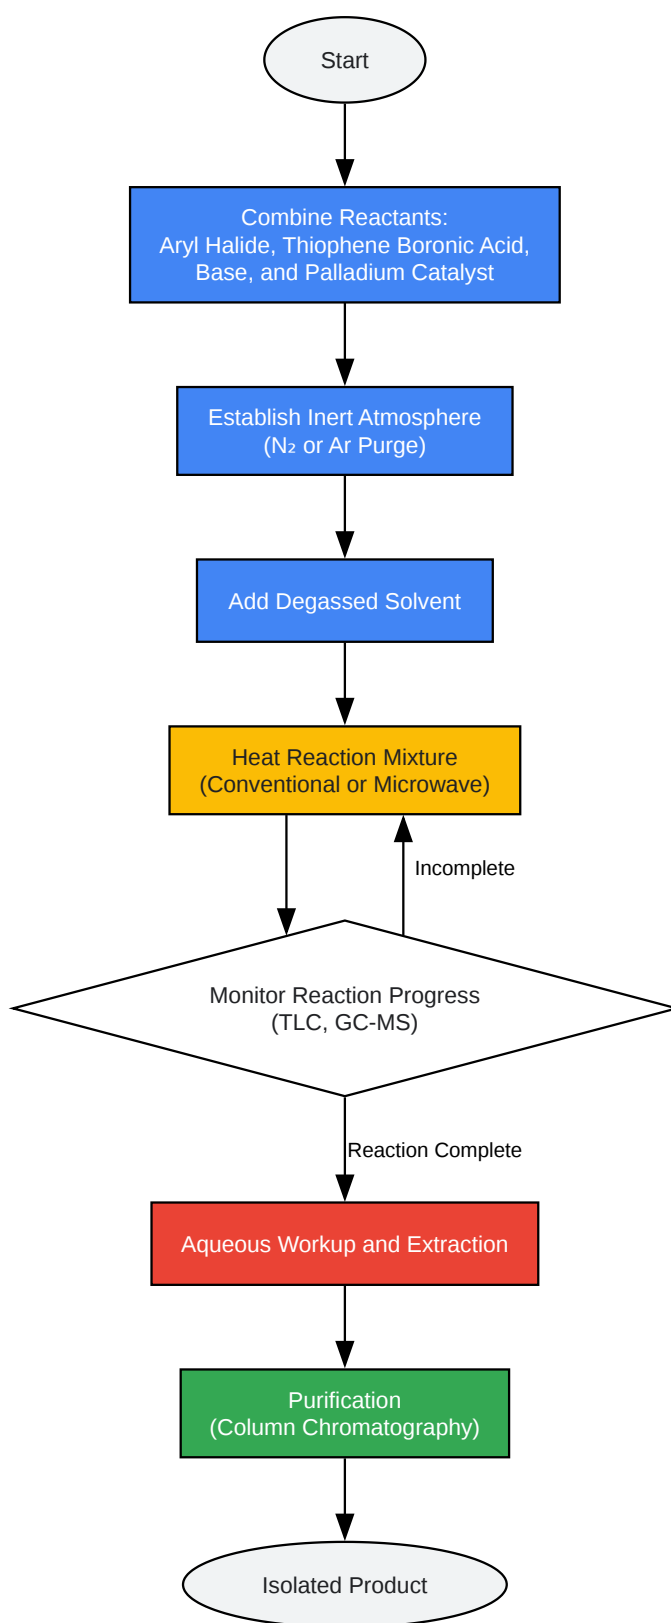 Start
Combine Reactants:
Aryl Halide, Thiophene Boronic Acid,
Base, and Palladium Catalyst
Establish Inert Atmosphere
(N₂ or Ar Purge)
Add Degassed Solvent
Heat Reaction Mixture
(Conventional or Microwave)
Incomplete
Monitor Reaction Progress
(TLC, GC-MS)
Reaction Complete
Aqueous Workup and Extraction
Purification
(Column Chromatography)
Isolated Product